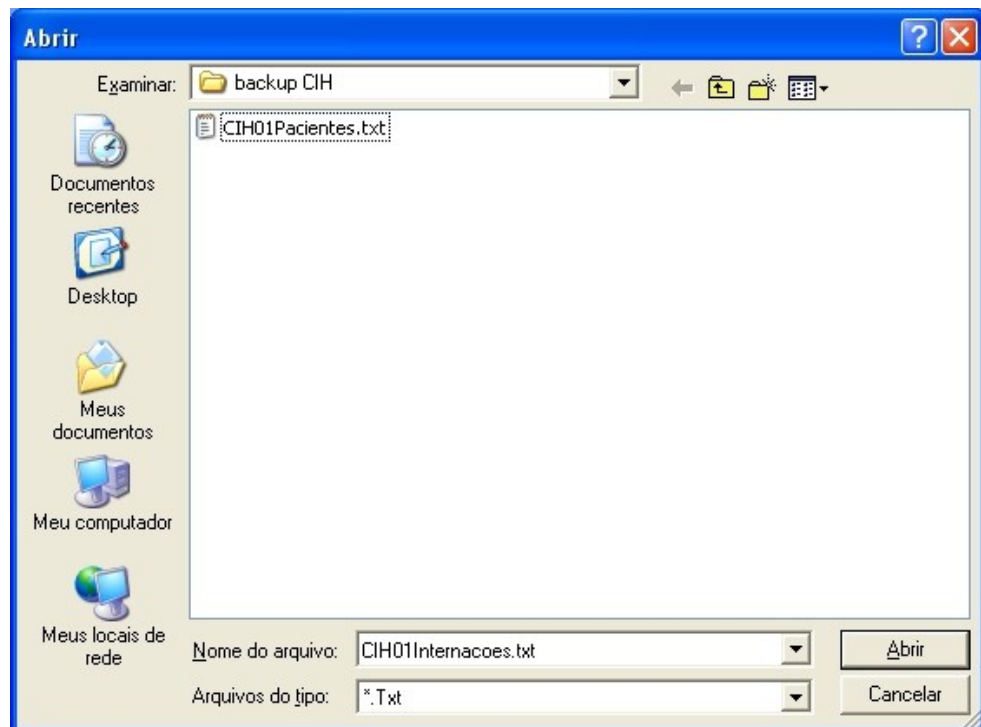 Abrir
Examinar: backup CIH
CIH01Pacientes.txt
Documentos
recentes
Desktop
Meus
documentos
Meu computador
Meus locais de
rede
Nome do arquivo: CIH01Internacoes.txt Abrir
Arquivos do tipo: *.Txt Cancelar